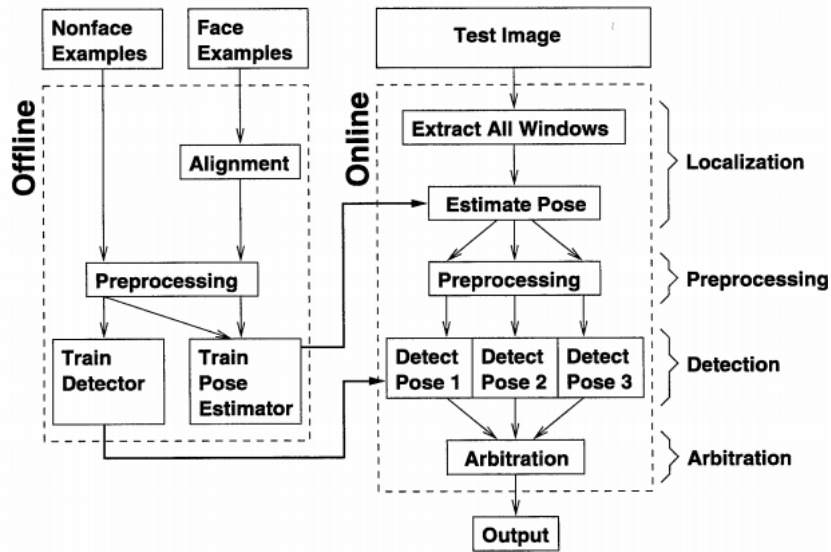 Nonface
Examples
Face
Examples
Test Image
Offline
Online
Alignment
Preprocessing
Train
Detector
Train
Pose
Estimator
Extract All Windows
Estimate Pose
Preprocessing
Detect
Pose 1
Detect
Pose 2
Detect
Pose 3
Arbitration
Output
Localization
Preprocessing
Detection
Arbitration